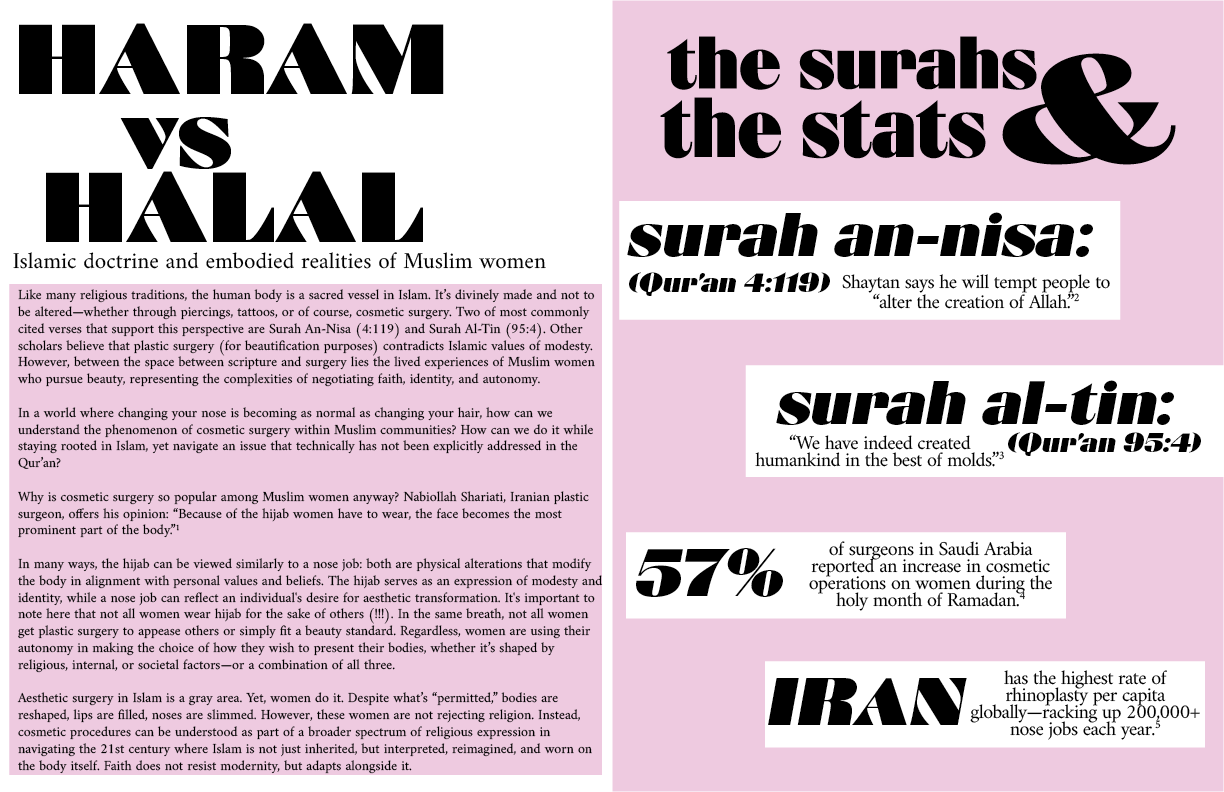 HARAM
vs
HALAL
Islamic doctrine and embodied realities of Muslim women
Like many religious traditions, the human body is a sacred vessel in Islam. It’s divinely made and not to
be altered—whether through piercings, tattoos, or of course, cosmetic surgery. Two of most commonly
cited verses that support this perspective are Surah An-Nisa (4:119) and Surah Al-Tin (95:4). Other
scholars believe that plastic surgery (for beautification purposes) contradicts Islamic values of modesty.
However, between the space between scripture and surgery lies the lived experiences of Muslim women
who pursue beauty, representing the complexities of negotiating faith, identity, and autonomy.
In a world where changing your nose is becoming as normal as changing your hair, how can we
understand the phenomenon of cosmetic surgery within Muslim communities? How can we do it while
staying rooted in Islam, yet navigate an issue that technically has not been explicitly addressed in the
Qur’an?
Why is cosmetic surgery so popular among Muslim women anyway? Nabiollah Shariati, Iranian plastic
surgeon, offers his opinion: “Because of the hijab women have to wear, the face becomes the most
prominent part of the body.”¹
In many ways, the hijab can be viewed similarly to a nose job: both are physical alterations that modify
the body in alignment with personal values and beliefs. The hijab serves as an expression of modesty and
identity, while a nose job can reflect an individual's desire for aesthetic transformation. It's important to
note here that not all women wear hijab for the sake of others (!!!). In the same breath, not all women
get plastic surgery to appease others or simply fit a beauty standard. Regardless, women are using their
autonomy in making the choice of how they wish to present their bodies, whether it’s shaped by
religious, internal, or societal factors—or a combination of all three.
Aesthetic surgery in Islam is a gray area. Yet, women do it. Despite what’s “permitted,” bodies are
reshaped, lips are filled, noses are slimmed. However, these women are not rejecting religion. Instead,
cosmetic procedures can be understood as part of a broader spectrum of religious expression in
navigating the 21st century where Islam is not just inherited, but interpreted, reimagined, and worn on
the body itself. Faith does not resist modernity, but adapts alongside it.
the surahs &
the stats
surah an-nisa:
(Qur’an 4:119) Shaytan says he will tempt people to
“alter the creation of Allah.”²
surah al-tin:
“We have indeed created
humankind in the best of molds.”³ (Qur’an 95:4)
57%
of surgeons in Saudi Arabia
reported an increase in cosmetic
operations on women during the
holy month of Ramadan.⁴
IRAN
has the highest rate of
rhinoplasty per capita
globally—racking up 200,000+
nose jobs each year.⁵